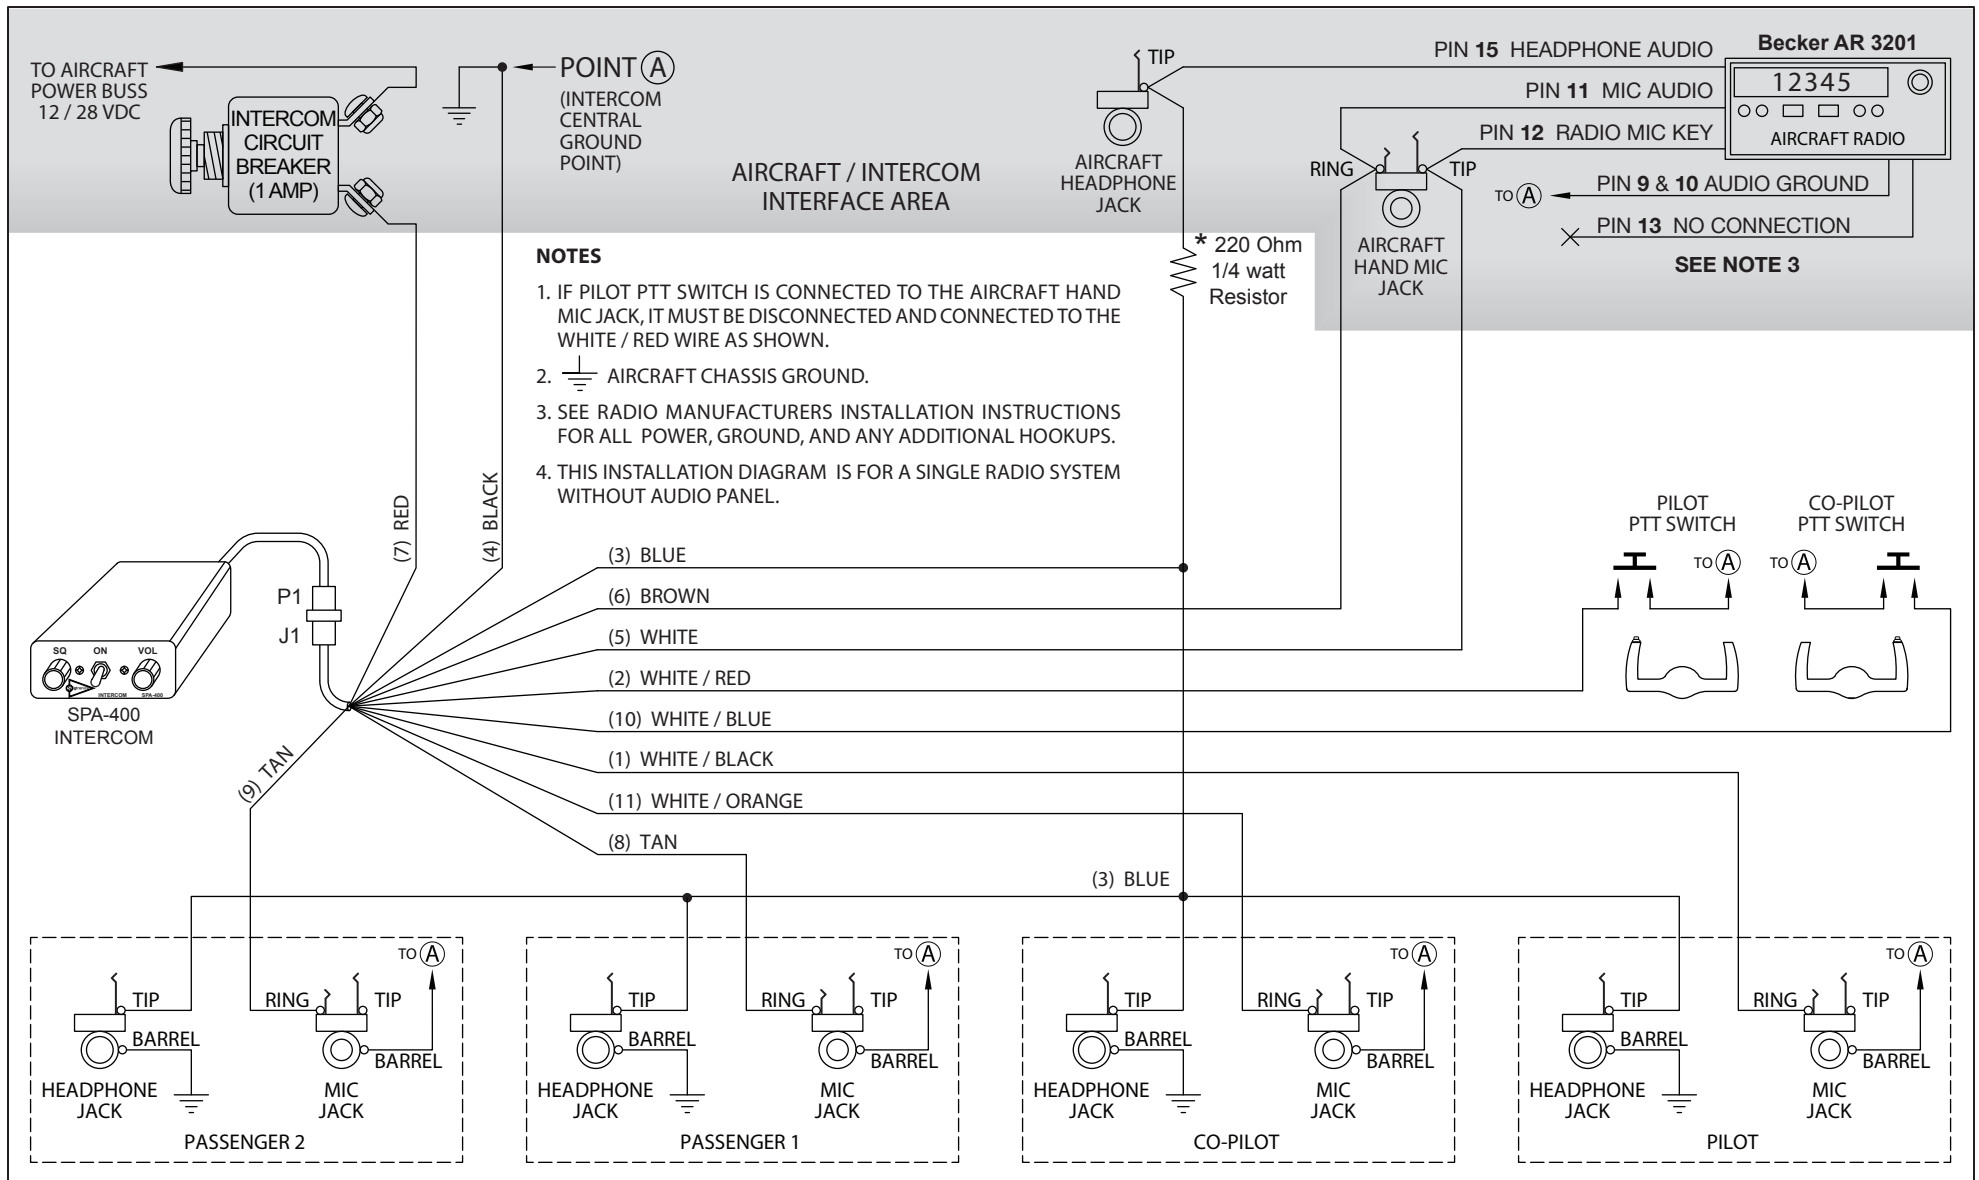 TO AIRCRAFT
POWER BUSS
12 / 28 VDC
INTERCOM
CIRCUIT
BREAKER
(1 AMP)
POINT A
(INTERCOM
CENTRAL
GROUND
POINT)
AIRCRAFT / INTERCOM
INTERFACE AREA
TIP
AIRCRAFT
HEADPHONE
JACK
PIN 15 HEADPHONE AUDIO
PIN 11 MIC AUDIO
PIN 12 RADIO MIC KEY
Becker AR 3201
12345
AIRCRAFT RADIO
RING
TIP
TO A
PIN 9 & 10 AUDIO GROUND
PIN 13 NO CONNECTION
SEE NOTE 3
AIRCRAFT
HAND MIC
JACK
* 220 Ohm
1/4 watt
Resistor
NOTES
1. IF PILOT PTT SWITCH IS CONNECTED TO THE AIRCRAFT HAND
MIC JACK, IT MUST BE DISCONNECTED AND CONNECTED TO THE
WHITE / RED WIRE AS SHOWN.
2. AIRCRAFT CHASSIS GROUND.
3. SEE RADIO MANUFACTURERS INSTALLATION INSTRUCTIONS
FOR ALL POWER, GROUND, AND ANY ADDITIONAL HOOKUPS.
4. THIS INSTALLATION DIAGRAM IS FOR A SINGLE RADIO SYSTEM
WITHOUT AUDIO PANEL.
(7) RED
(4) BLACK
PILOT
PTT SWITCH
CO-PILOT
PTT SWITCH
TO A
TO A
P1
J1
SQ
ON
VOL
INTERCOM
SPA-400
SPA-400
INTERCOM
(3) BLUE
(6) BROWN
(5) WHITE
(2) WHITE / RED
(10) WHITE / BLUE
(1) WHITE / BLACK
(11) WHITE / ORANGE
(8) TAN
(9) TAN
(3) BLUE
TO A
TIP
RING
TIP
BARREL
BARREL
HEADPHONE
JACK
MIC
JACK
PASSENGER 2
TO A
TIP
RING
TIP
BARREL
BARREL
HEADPHONE
JACK
MIC
JACK
PASSENGER 1
TO A
TIP
RING
TIP
BARREL
BARREL
HEADPHONE
JACK
MIC
JACK
CO-PILOT
TO A
TIP
RING
TIP
BARREL
BARREL
HEADPHONE
JACK
MIC
JACK
PILOT